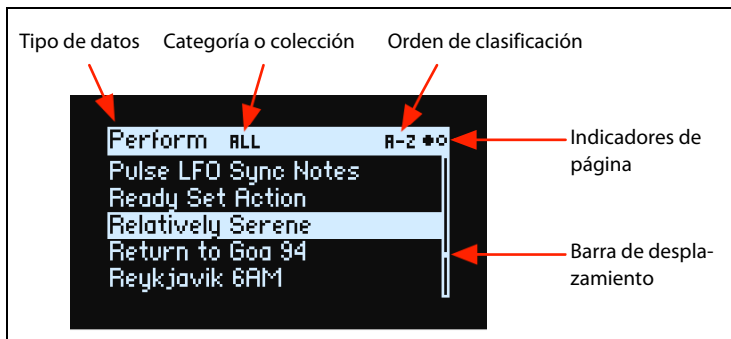 Tipo de datos Categoría o colección Orden de clasificación
Perform ALL A-Z
Indicadores de
página
Pulse LFO Sync Notes
Ready Set Action
Relatively Serene
Return to Goa 94
Reykjavik 6AM
Barra de despla-
zamiento